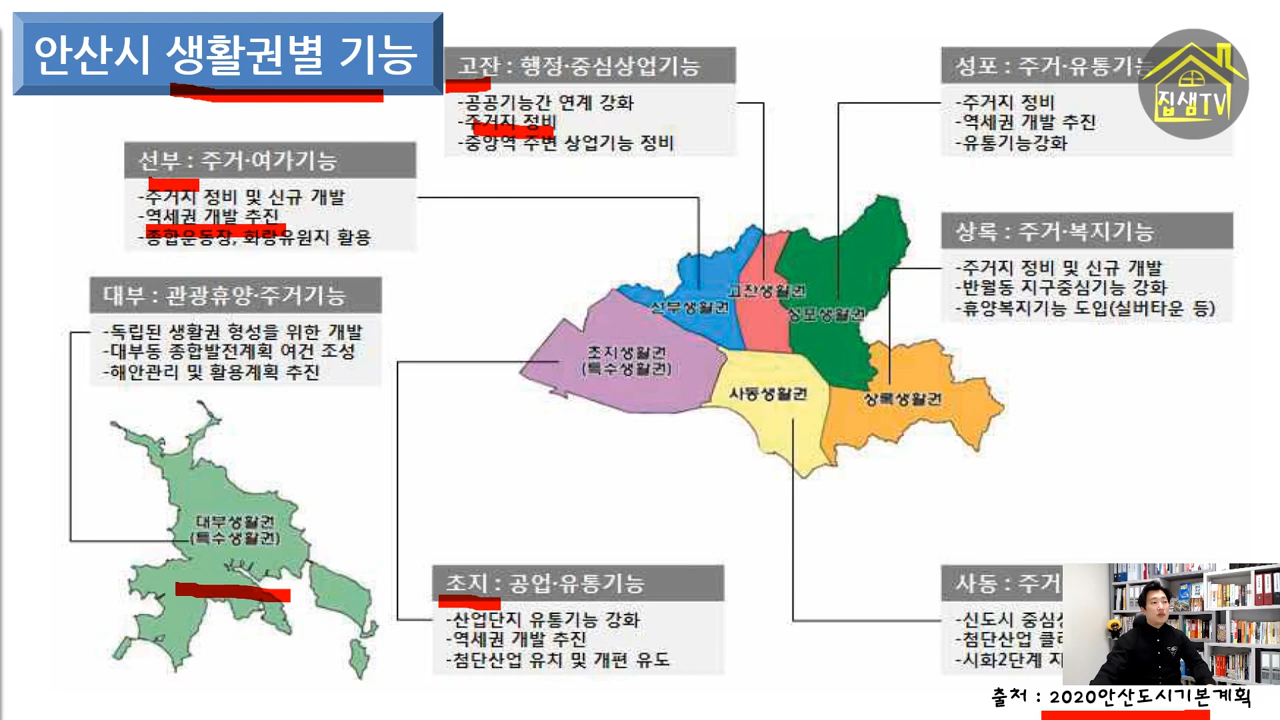 안산시 생활권별 기능
고잔 : 행정·중심상업기능
-공공기능간 연계 강화
-주거지 정비
-중앙역 주변 상업기능 정비
성포 : 주거·유통기능
-주거지 정비
-역세권 개발 추진
-유통기능강화
집샘TV
선부 : 주거·여가기능
-주거지 정비 및 신규 개발
-역세권 개발 추진
-종합운동장, 화랑유원지 활용
상록 : 주거·복지기능
-주거지 정비 및 신규 개발
-반월동 지구중심기능 강화
-휴양복지기능 도입(실버타운 등)
대부 : 관광휴양·주거기능
-독립된 생활권 형성을 위한 개발
-대부동 종합발전계획 여건 조성
-해안관리 및 활용계획 추진
선부생활권
고잔생활권
성포생활권
초지생활권
(특수생활권)
사동생활권
상록생활권
대부생활권
(특수생활권)
초지 : 공업·유통기능
-산업단지 유통기능 강화
-역세권 개발 추진
-첨단산업 유치 및 개편 유도
사동 : 주거
-신도시 중심
-첨단산업
-시화2단계
출처 : 2020안산도시기본계획